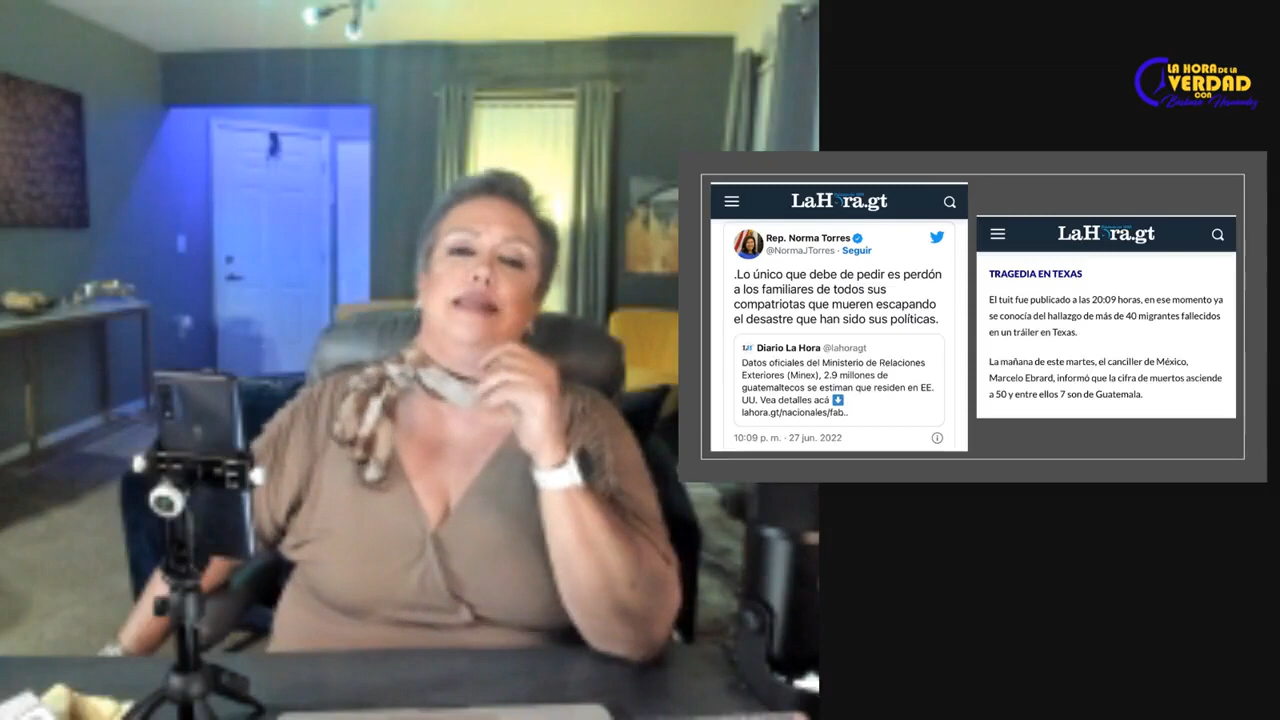 LA HORA DE LA
VERDAD
CON
LaHora.gt
Rep. Norma Torres
@NormaJTorres · Seguir
.Lo único que debe de pedir es perdón
a los familiares de todos sus
compatriotas que mueren escapando
el desastre que han sido sus políticas.
Diario La Hora @lahoragt
Datos oficiales del Ministerio de Relaciones
Exteriores (Minex), 2.9 millones de
guatemaltecos se estiman que residen en EE.
UU. Vea detalles acá ⬇
lahora.gt/nacionales/fab..
10:09 p. m. · 27 jun. 2022
LaHora.gt
TRAGEDIA EN TEXAS
El tuit fue publicado a las 20:09 horas, en ese momento ya
se conocía del hallazgo de más de 40 migrantes fallecidos
en un tráiler en Texas.
La mañana de este martes, el canciller de México,
Marcelo Ebrard, informó que la cifra de muertos asciende
a 50 y entre ellos 7 son de Guatemala.